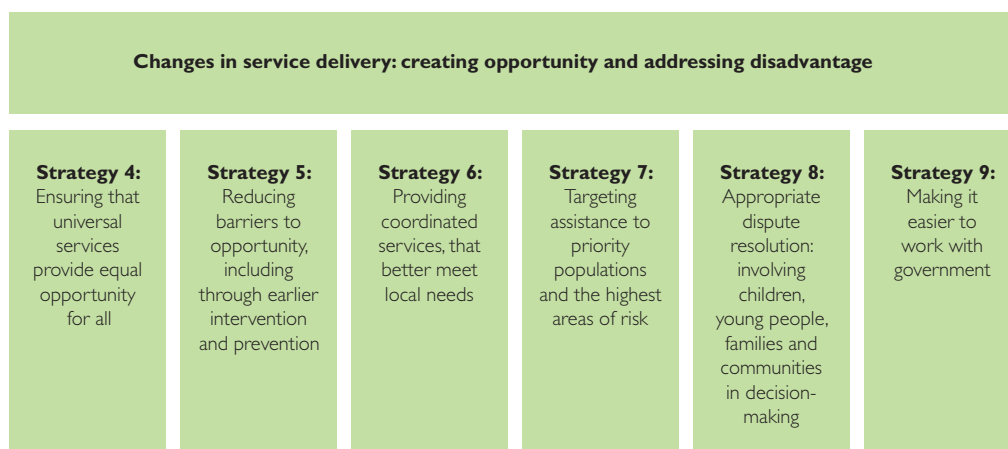 Changes in service delivery: creating opportunity and addressing disadvantage
Strategy 4:
Ensuring that
universal
services
provide equal
opportunity
for all
Strategy 5:
Reducing
barriers to
opportunity,
including
through earlier
intervention
and prevention
Strategy 6:
Providing
coordinated
services, that
better meet
local needs
Strategy 7:
Targeting
assistance to
priority
populations
and the highest
areas of risk
Strategy 8:
Appropriate
dispute
resolution:
involving
children,
young people,
families and
communities
in decision-
making
Strategy 9:
Making it
easier to
work with
government